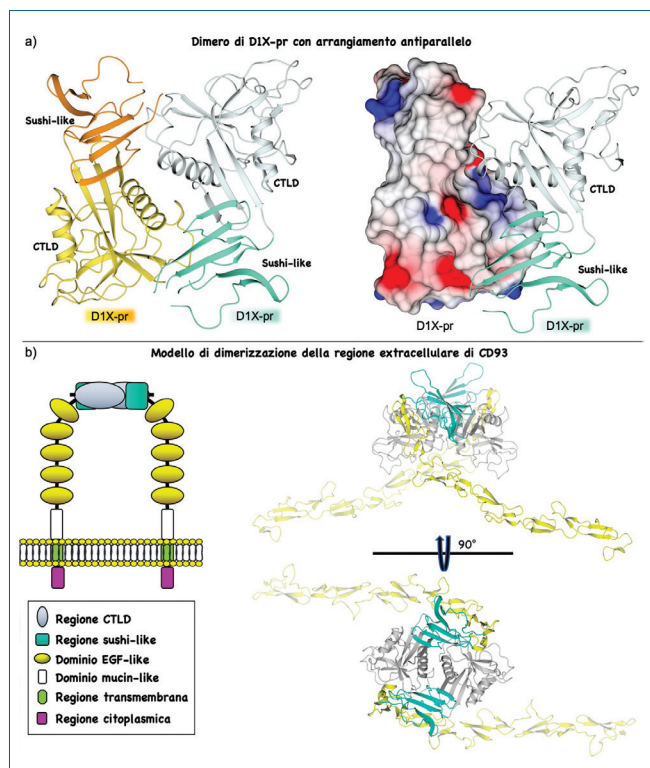 a) Dimero di D1X-pr con arrangiamento antiparallelo
Sushi-like
CTLD
CTLD
Sushi-like
D1X-pr
D1X-pr
CTLD
Sushi-like
D1X-pr
D1X-pr
b) Modello di dimerizzazione della regione extracellulare di CD93
90°
Regione CTLD
Regione sushi-like
Dominio EGF-like
Dominio mucin-like
Regione transmembrana
Regione citoplasmica